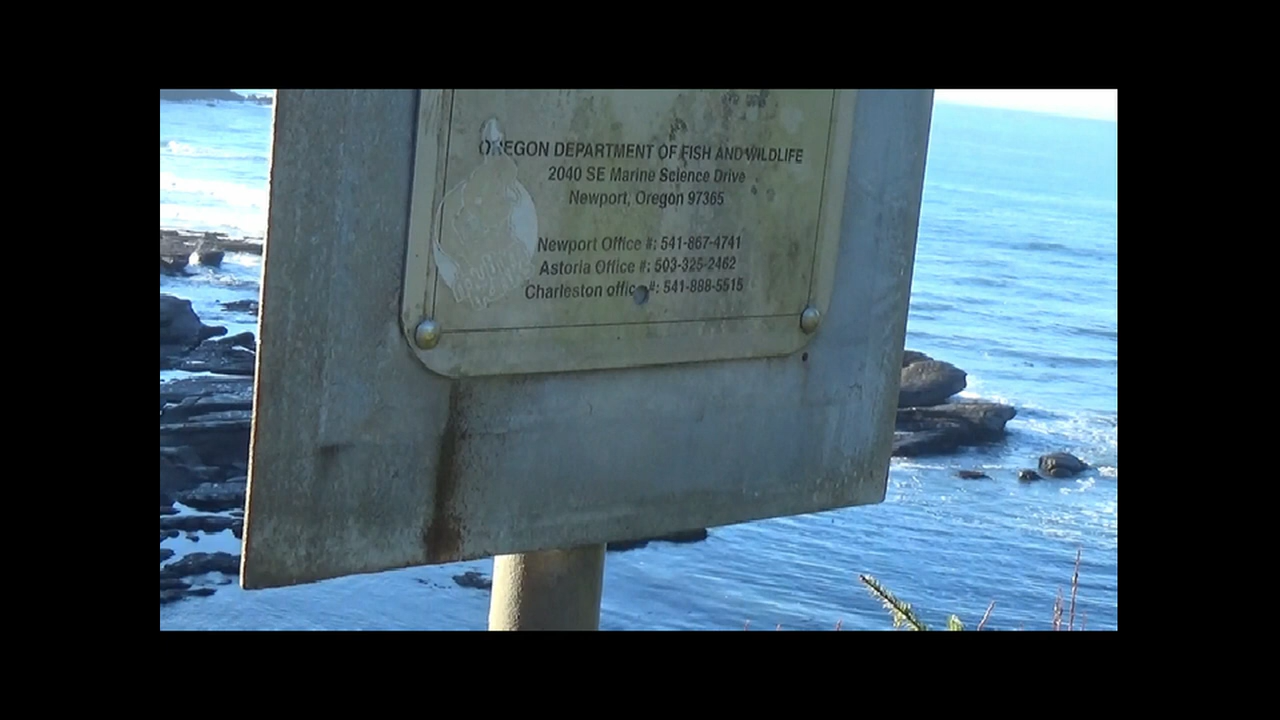 OREGON DEPARTMENT OF FISH AND WILDLIFE
2040 SE Marine Science Drive
Newport, Oregon 97365
Newport Office #: 541-867-4741
Astoria Office #: 503-325-2462
Charleston office #: 541-888-5515